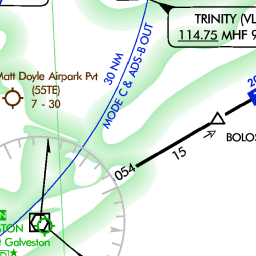 TRINITY (VL
114.75 MHF 9
30 NM
MODE C & ADS-B OUT
Matt Doyle Airpark Pvt
(55TE)
7 - 30
20
BOLOS
15
054
N
STON
t Galveston